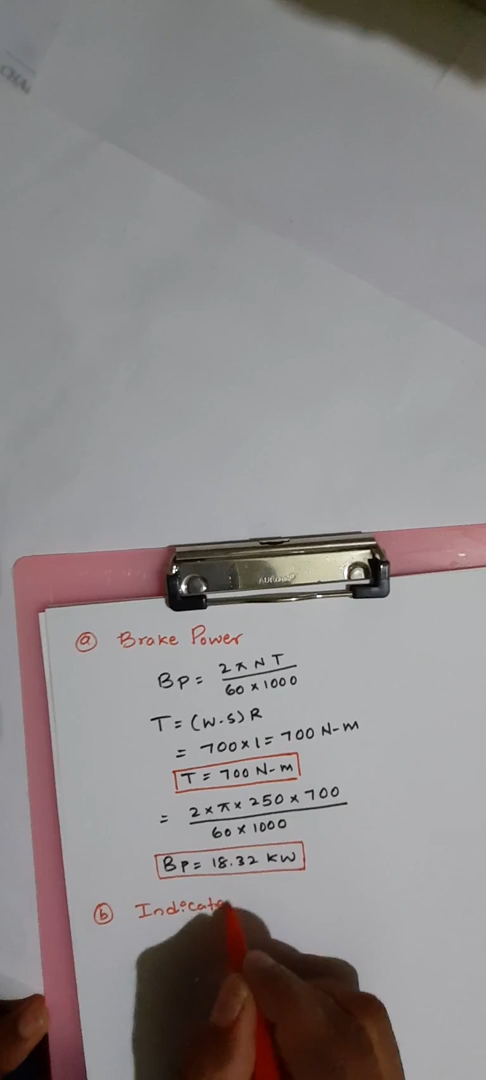 ⓐ Brake Power
BP = 2πNT / 60 × 1000
T = (W-S) R
= 700 × 1 = 700 N-m
T = 700 N-m
= 2 × π × 250 × 700 / 60 × 1000
BP = 18.32 kW
ⓑ Indicate